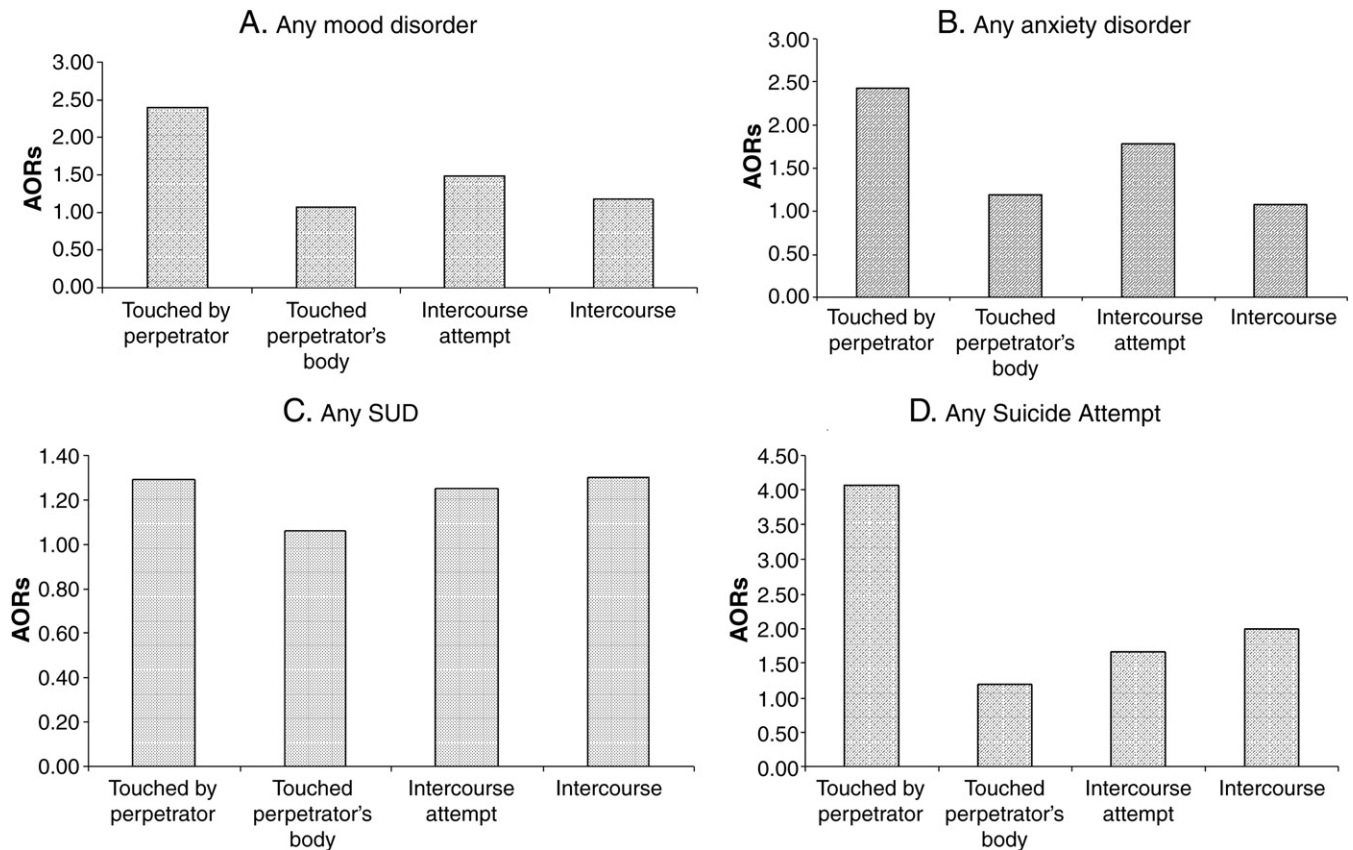 A. Any mood disorder
AORs
3.00
2.50
2.00
1.50
1.00
0.50
0.00
Touched by
perpetrator
Touched
perpetrator's
body
Intercourse
attempt
Intercourse
B. Any anxiety disorder
AORs
3.00
2.50
2.00
1.50
1.00
0.50
0.00
Touched by
perpetrator
Touched
perpetrator's
body
Intercourse
attempt
Intercourse
C. Any SUD
AORs
1.40
1.20
1.00
0.80
0.60
0.40
0.20
0.00
Touched by
perpetrator
Touched
perpetrator's
body
Intercourse
attempt
Intercourse
D. Any Suicide Attempt
AORs
4.50
4.00
3.50
3.00
2.50
2.00
1.50
1.00
0.50
0.00
Touched by
perpetrator
Touched
perpetrator's
body
Intercourse
attempt
Intercourse